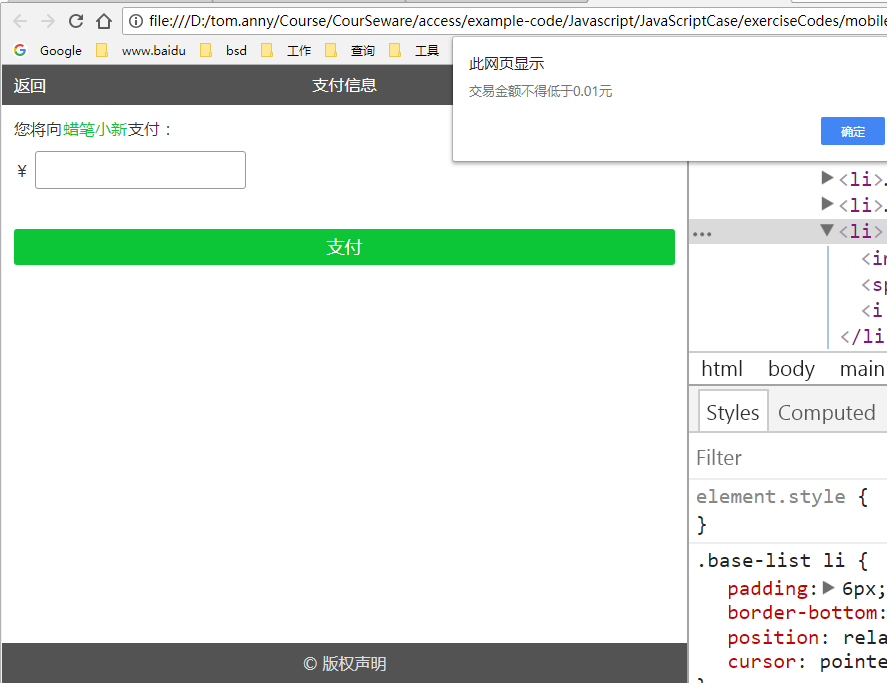 file:///D:/tom.anny/Course/CourSeware/access/example-code/Javascript/JavaScriptCase/exerciseCodes/mobile
Google www.baidu bsd 工作 查询 工具
此网页显示
交易金额不得低于0.01元
确定
返回 支付信息
您将向蜡笔小新支付：
¥
支付
© 版权声明
▶<li>.
▶<li>.
... ▼<li>
<in
<sp
<i
</li
html body main
Styles Computed
Filter
element.style {
}
.base-list li {
padding:▶ 6px;
border-bottom:
position: rela
cursor: pointe